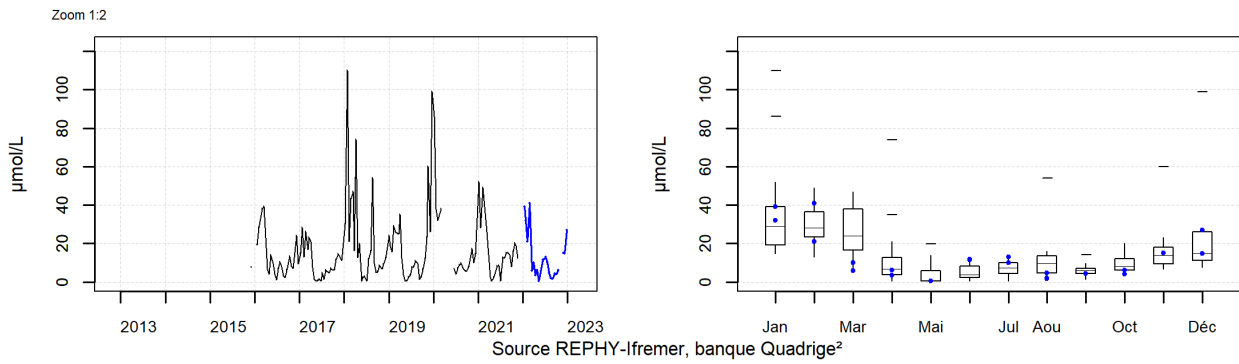 Zoom 1:2
µmol/L
0 20 40 60 80 100
2013 2015 2017 2019 2021 2023
µmol/L
0 20 40 60 80 100
Jan Mar Mai Jul Aou Oct Déc
Source REPHY-Ifremer, banque Quadrige²